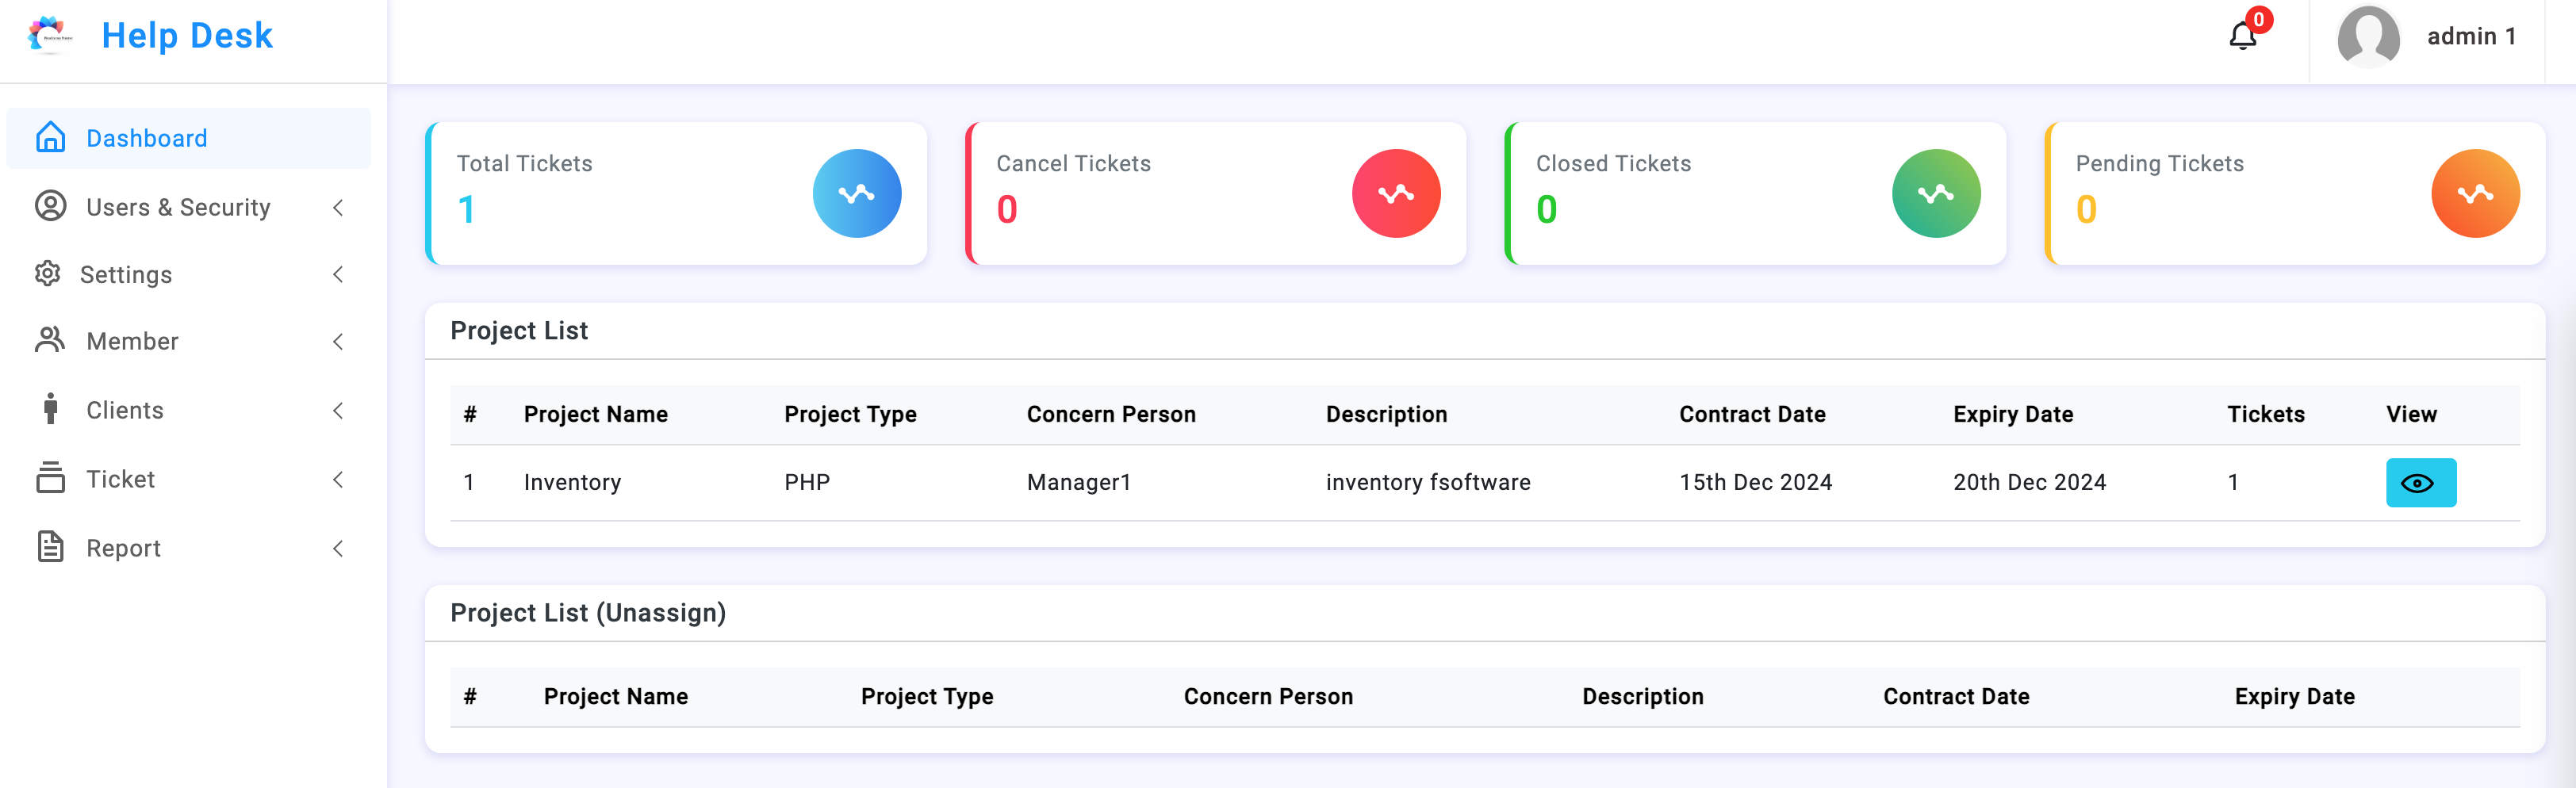 Help Desk
0
admin 1
Dashboard
Users & Security
Settings
Member
Clients
Ticket
Report
Total Tickets
1
Cancel Tickets
0
Closed Tickets
0
Pending Tickets
0
Project List
# Project Name Project Type Concern Person Description Contract Date Expiry Date Tickets View
1 Inventory PHP Manager1 inventory fsoftware 15th Dec 2024 20th Dec 2024 1
Project List (Unassign)
# Project Name Project Type Concern Person Description Contract Date Expiry Date